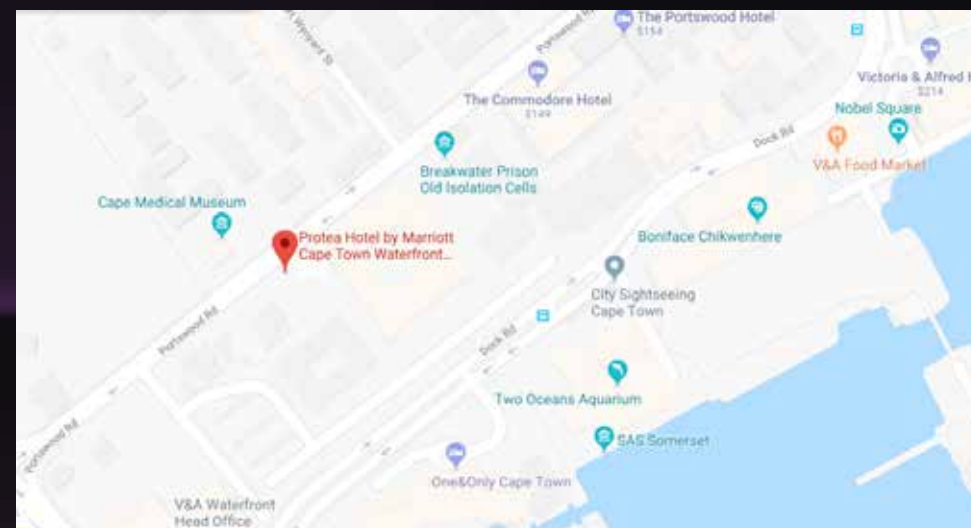 The Portswood Hotel
$154
Portswood Rd
The Commodore Hotel
$149
Victoria & Alfred H
$214
Nobel Square
Dock Rd
V&A Food Market
Breakwater Prison
Old Isolation Cells
Cape Medical Museum
Boniface Chikwenhere
Protea Hotel by Marriott
Cape Town Waterfront...
City Sightseeing
Cape Town
Portswood Rd
Dock Rd
Two Oceans Aquarium
SAS Somerset
Portswood Rd
One&Only Cape Town
V&A Waterfront
Head Office